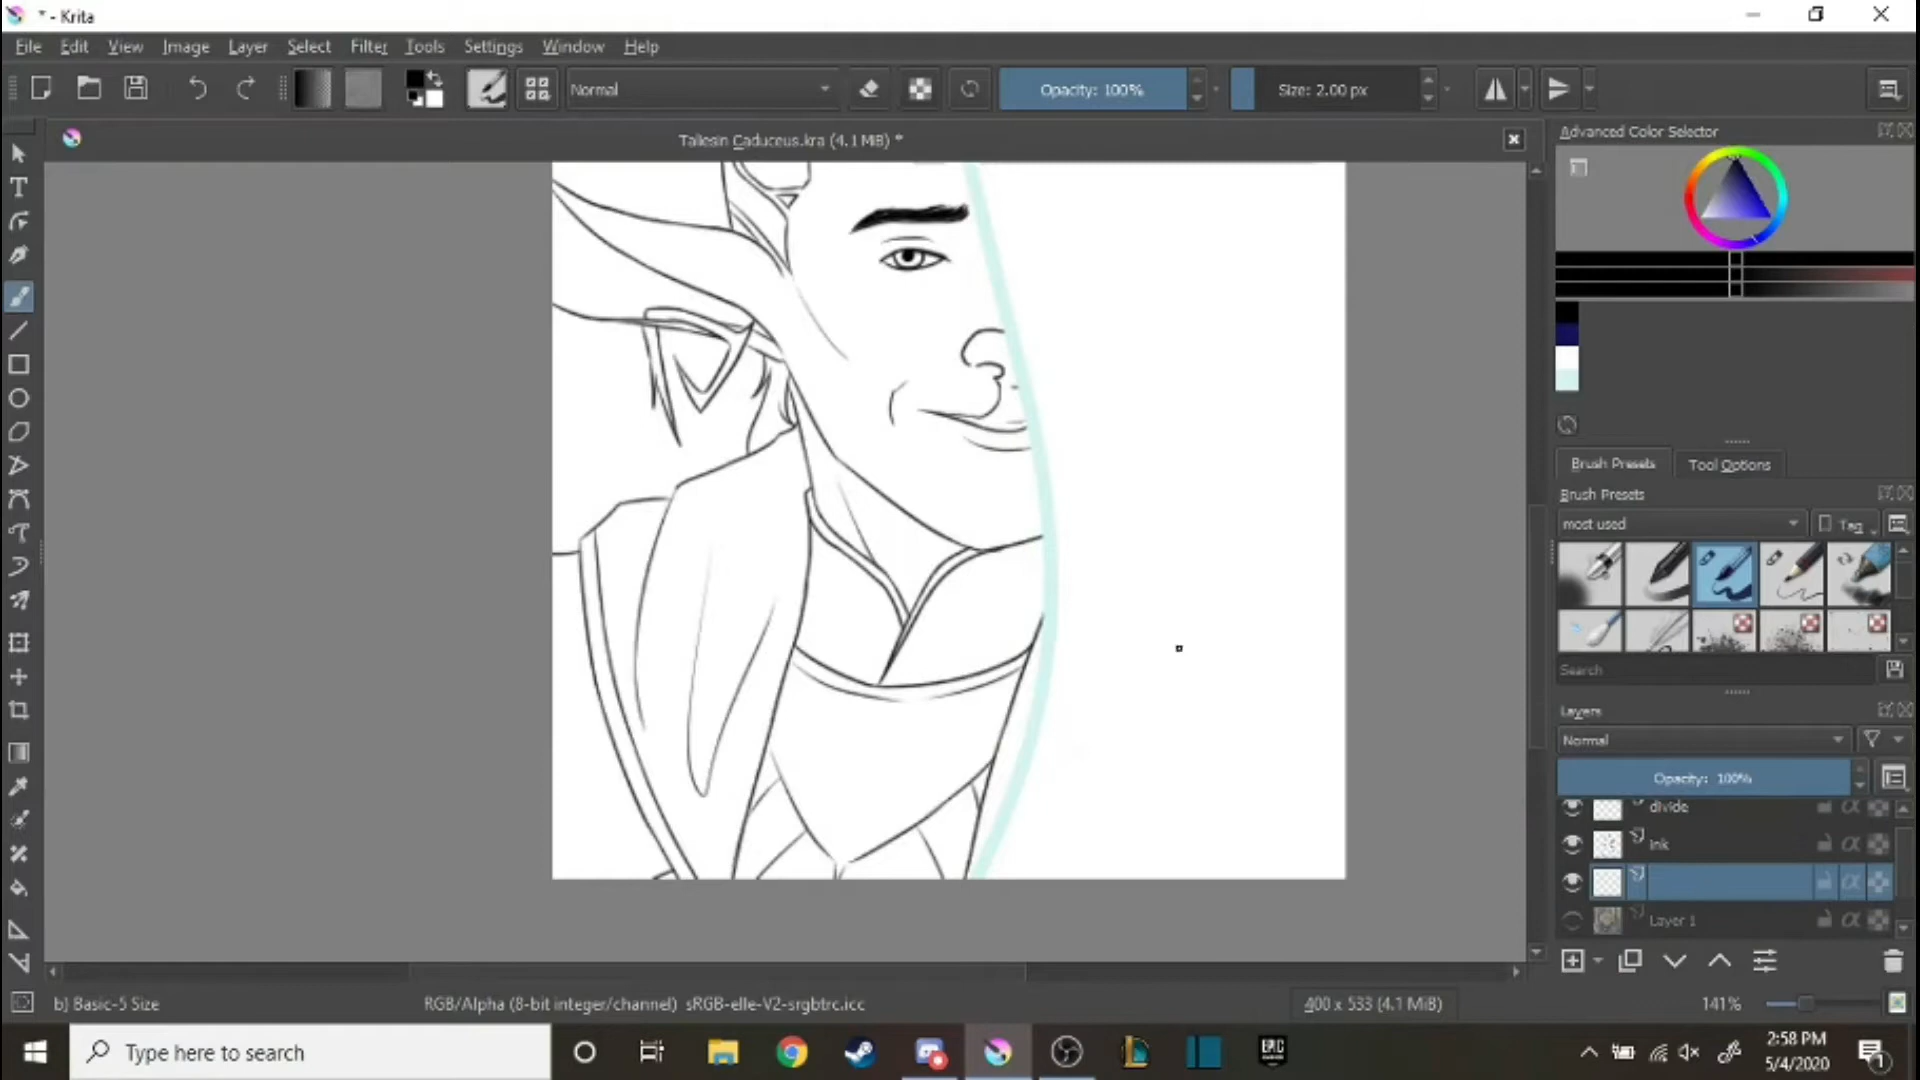 * - Krita
File Edit View Image Layer Select Filter Tools Settings Window Help
Normal
Opacity: 100%
Size: 2.00 px
Taliesin Caduceus.kra (4.1 MiB) *
Advanced Color Selector
Brush Presets
Tool Options
Brush Presets
most used
Tag
Search
Layers
Normal
Opacity: 100%
divide
Ink
Layer 1
b) Basic-5 Size
RGB/Alpha (8-bit integer/channel) sRGB-elle-V2-srgbtrc.icc
400 x 533 (4.1 MiB)
141%
Type here to search
EPIC
2:58 PM
5/4/2020
1